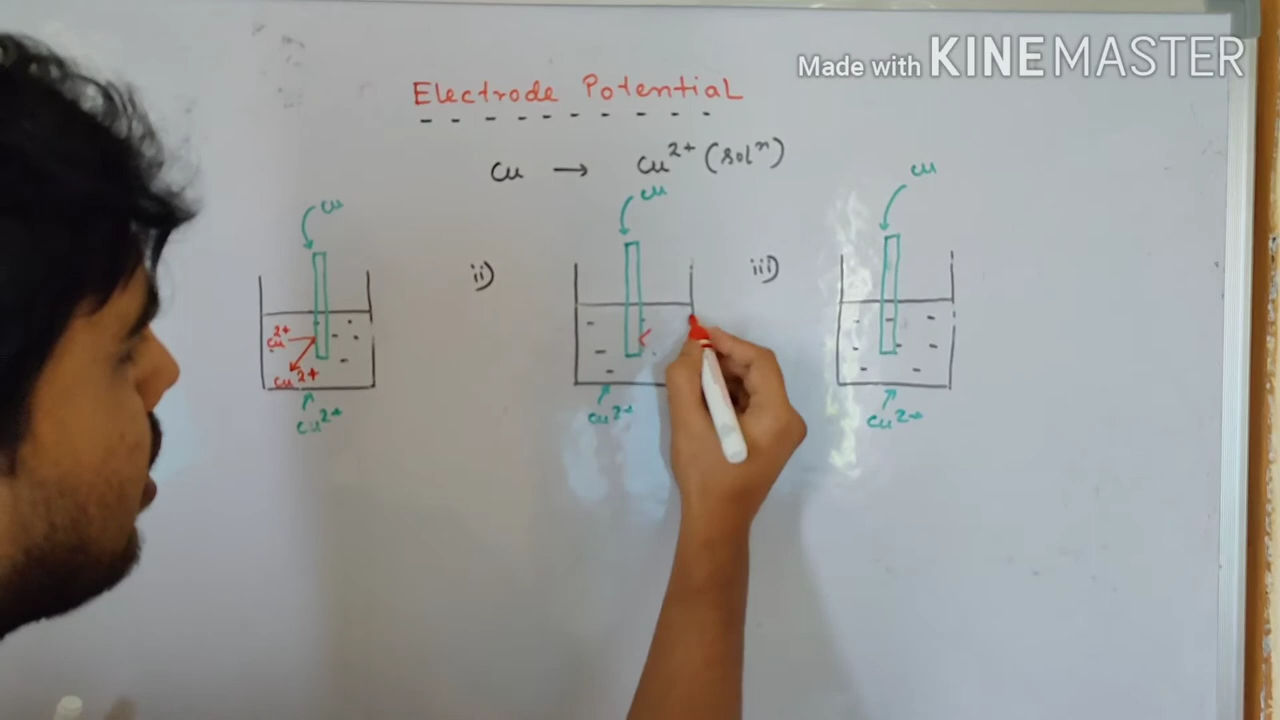 Made with KINEMASTER
Electrode Potential
Cu → Cu²⁺ (solⁿ)
Cu
Cu
Cu
ii)
iii)
Cu²⁺
Cu²⁺
Cu²⁺
Cu²⁺
Cu²⁺